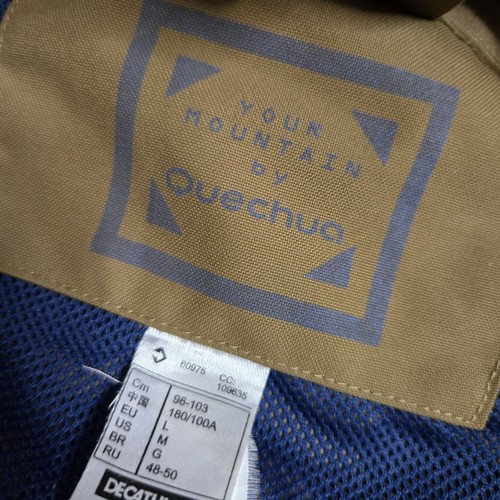 YOUR
MOUNTAIN
by
Quechua
60975 CC:
109635
Cm 96-103
中国 180/100A
EU L
US M
BR G
RU 48-50